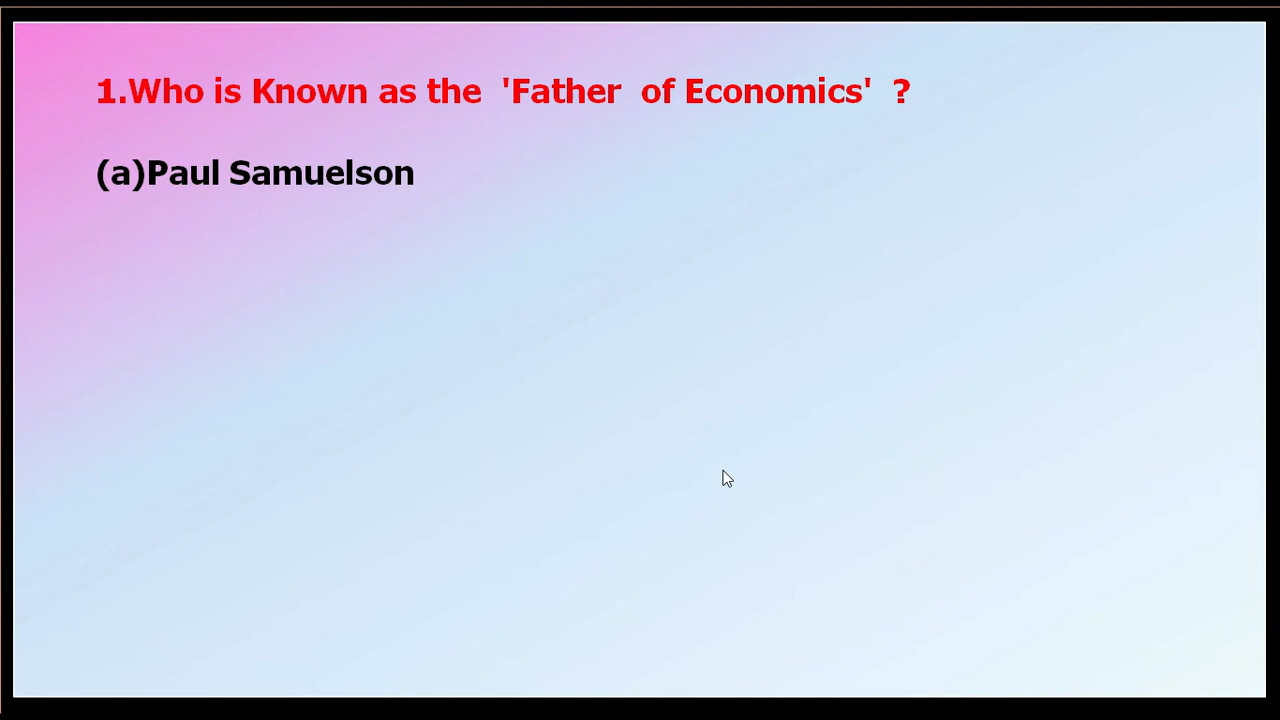 1.Who is Known as the 'Father of Economics' ?
(a)Paul Samuelson